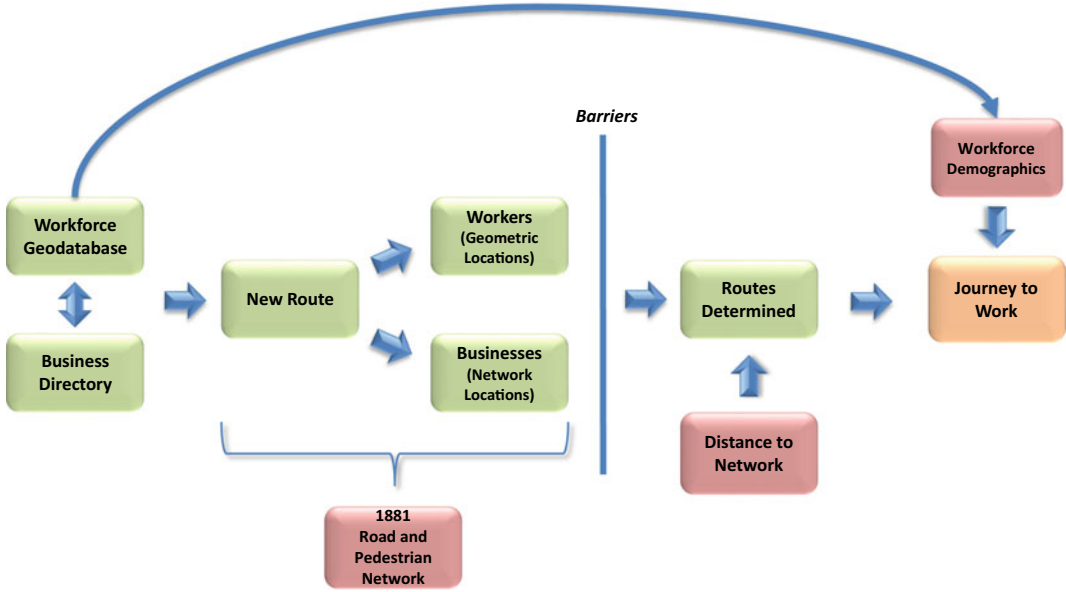 Barriers
Workforce
Demographics
Workforce
Geodatabase
Workers
(Geometric
Locations)
New Route
Routes
Determined
Journey to
Work
Business
Directory
Businesses
(Network
Locations)
Distance to
Network
1881
Road and
Pedestrian
Network